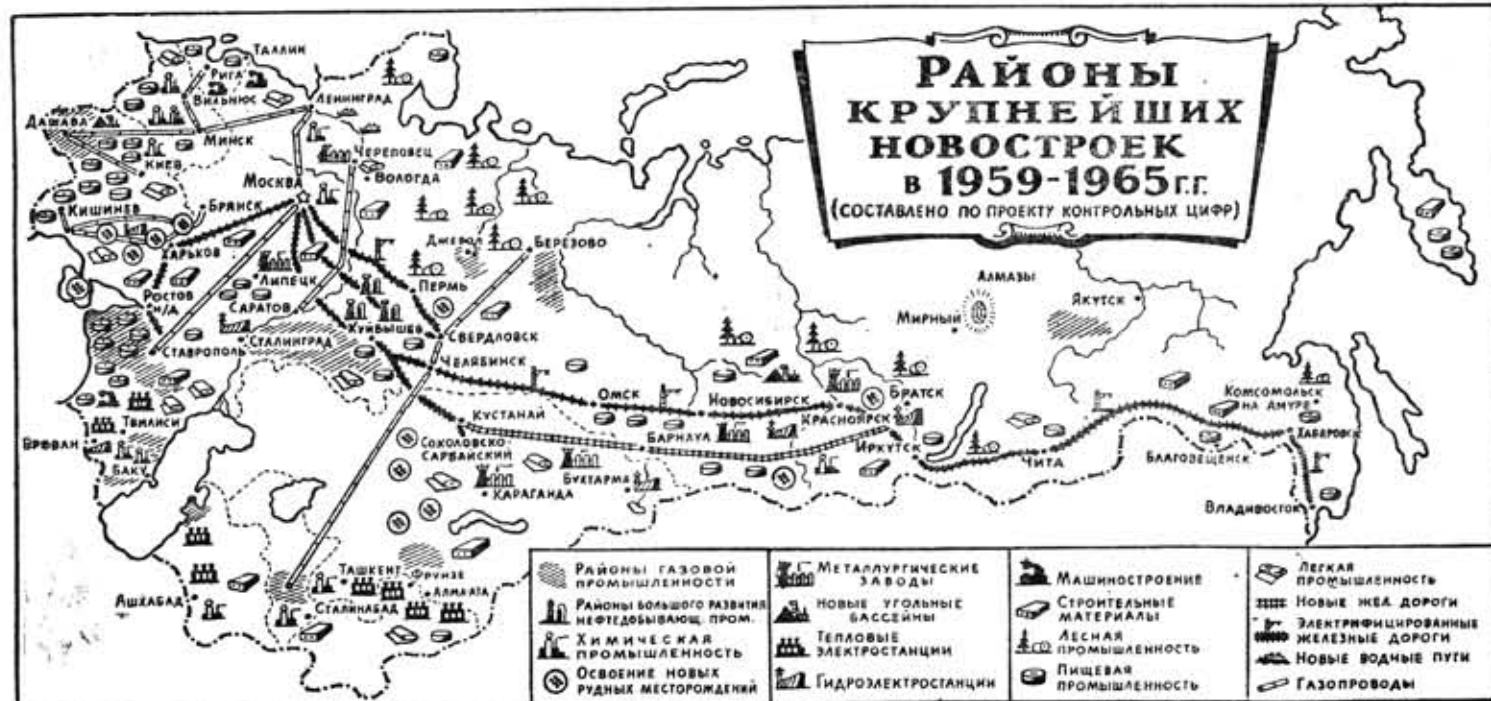 РАЙОНЫ
КРУПНЕЙШИХ
НОВОСТРОЕК
В 1959-1965 ГГ.
(СОСТАВЛЕНО ПО ПРОЕКТУ КОНТРОЛЬНЫХ ЦИФР)
ТАЛЛИН
РИГА
ВИЛЬНЮС
ЛЕНИНГРАД
ДАШАВА
МИНСК
КИЕВ
ЧЕРЕПОВЕЦ
ВОЛОГДА
МОСКВА
КИШИНЕВ
БРЯНСК
ХАРЬКОВ
ДЖЕБОЛ
БЕРЕЗОВО
ЛИПЕЦК
ПЕРМЬ
РОСТОВ
Н/Д
САРАТОВ
КУЙБЫШЕВ
СВЕРДЛОВСК
СТАЛИНГРАД
СТАВРОПОЛЬ
ЧЕЛЯБИНСК
АЛМАЗЫ
МИРНЫЙ
ЯКУТСК
ОМСК
НОВОСИБИРСК
БРАТСК
КРАСНОЯРСК
КОМСОМОЛЬСК
НА АМУРЕ
КУСТАНАЙ
БАРНАУЛ
ИРКУТСК
ЧИТА
БЛАГОВЕЩЕНСК
ХАБАРОВСК
ТБИЛИСИ
ЕРЕВАН
БАКУ
СОКОЛОВСКО
САРБАЙСКИЙ
КАРАГАНДА
БУХТАРМА
ВЛАДИВОСТОК
ТАШКЕНТ
ФРУНЗЕ
АЛМА АТА
АШХАБАД
СТАЛИНАБАД
РАЙОНЫ ГАЗОВОЙ
ПРОМЫШЛЕННОСТИ
РАЙОНЫ БОЛЬШОГО РАЗВИТИЯ
НЕФТЕДОБЫВАЮЩ. ПРОМ.
ХИМИЧЕСКАЯ
ПРОМЫШЛЕННОСТЬ
ОСВОЕНИЕ НОВЫХ
РУДНЫХ МЕСТОРОЖДЕНИЙ
МЕТАЛЛУРГИЧЕСКИЕ
ЗАВОДЫ
НОВЫЕ УГОЛЬНЫЕ
БАССЕЙНЫ
ТЕПЛОВЫЕ
ЭЛЕКТРОСТАНЦИИ
ГИДРОЭЛЕКТРОСТАНЦИИ
МАШИНОСТРОЕНИЕ
СТРОИТЕЛЬНЫЕ
МАТЕРИАЛЫ
ЛЕСНАЯ
ПРОМЫШЛЕННОСТЬ
ПИЩЕВАЯ
ПРОМЫШЛЕННОСТЬ
ЛЕГКАЯ
ПРОМЫШЛЕННОСТЬ
НОВЫЕ ЖЕЛ. ДОРОГИ
ЭЛЕКТРИФИЦИРОВАННЫЕ
ЖЕЛЕЗНЫЕ ДОРОГИ
НОВЫЕ ВОДНЫЕ ПУТИ
ГАЗОПРОВОДЫ